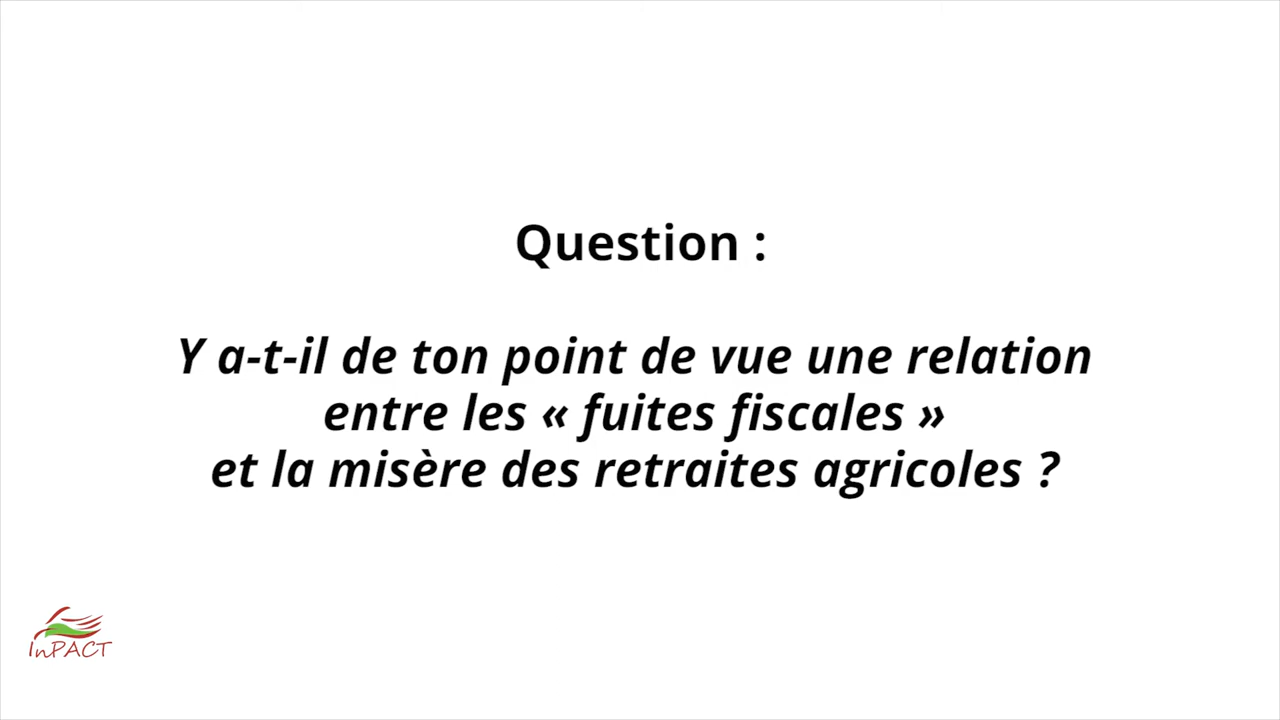 Question :
Y a-t-il de ton point de vue une relation
entre les « fuites fiscales »
et la misère des retraites agricoles ?
InPACT